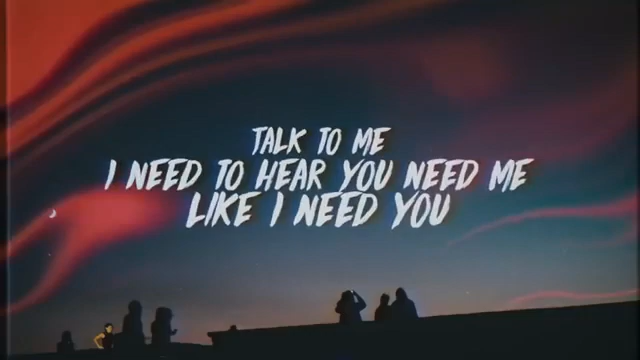 TALK TO ME
I NEED TO HEAR YOU NEED ME
LIKE I NEED YOU